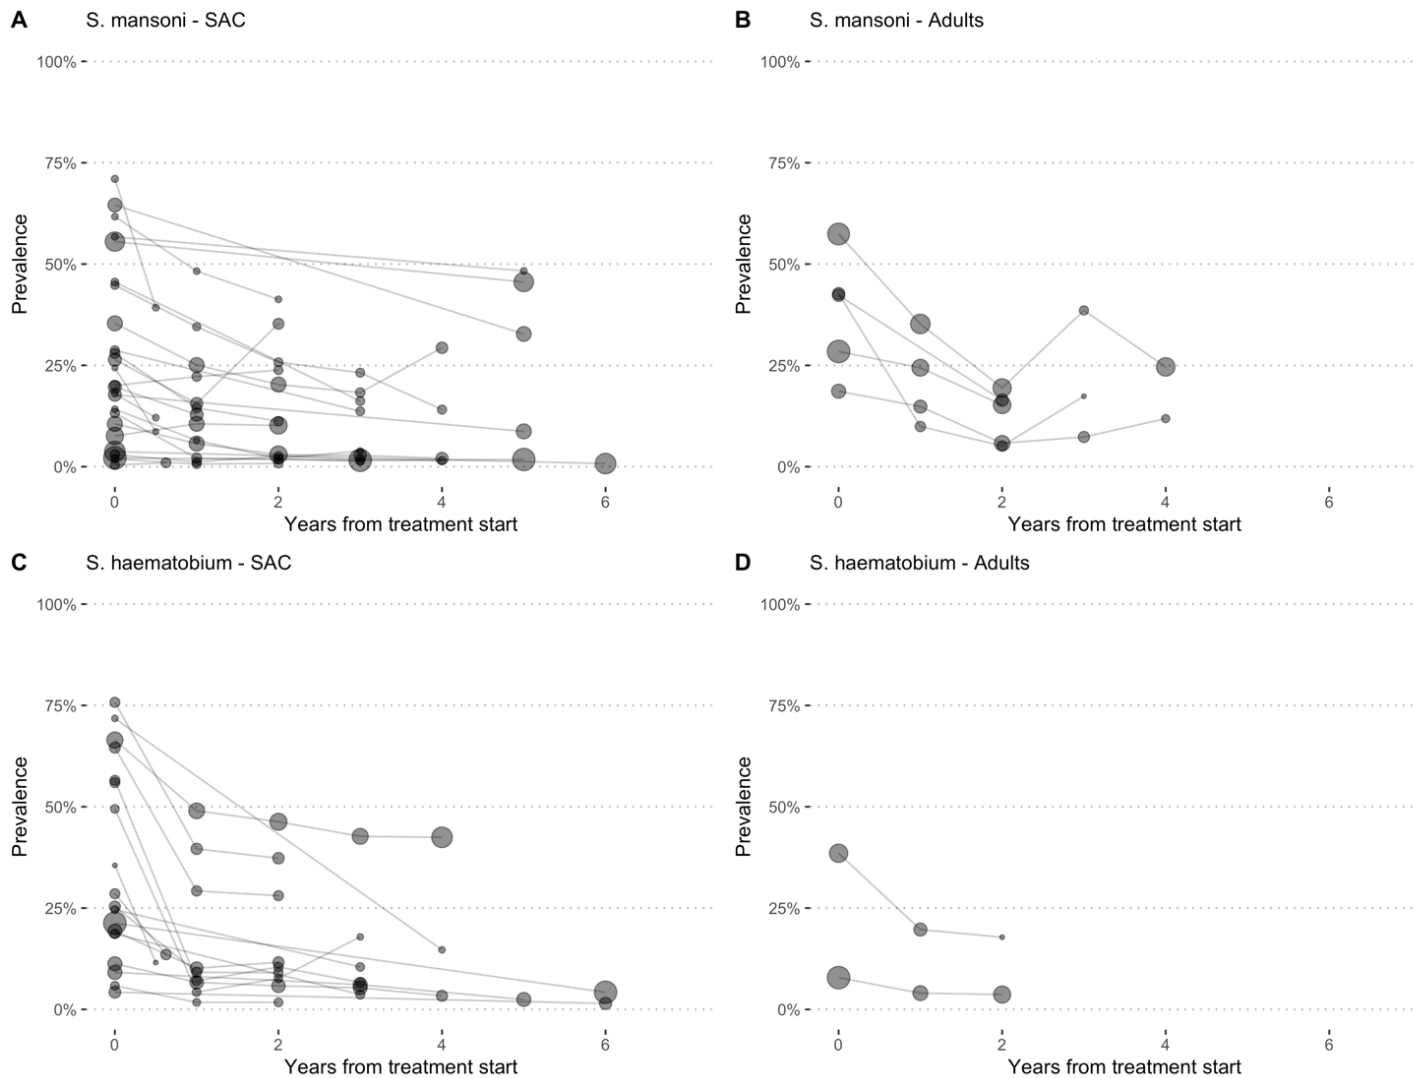 A S. mansoni - SAC
100%
75%
50%
25%
0%
Prevalence
0 2 4 6
Years from treatment start
B S. mansoni - Adults
100%
75%
50%
25%
0%
Prevalence
0 2 4 6
Years from treatment start
C S. haematobium - SAC
100%
75%
50%
25%
0%
Prevalence
0 2 4 6
Years from treatment start
D S. haematobium - Adults
100%
75%
50%
25%
0%
Prevalence
0 2 4 6
Years from treatment start